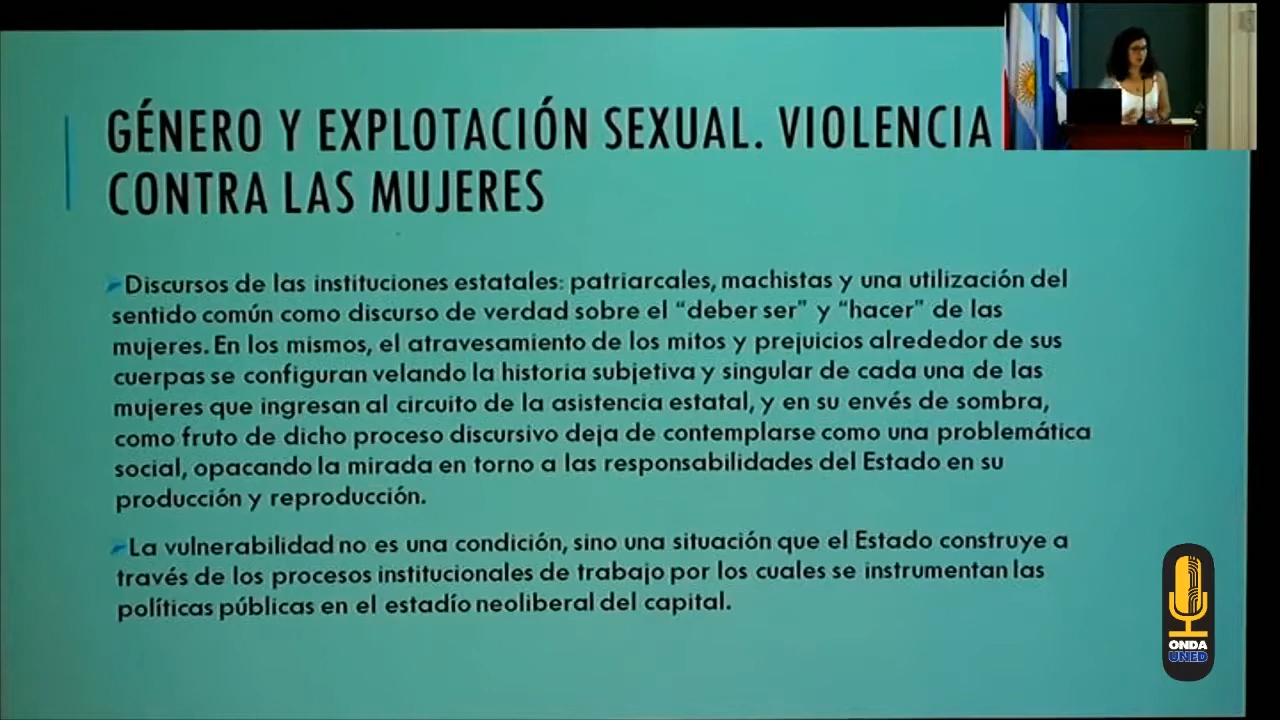 GÉNERO Y EXPLOTACIÓN SEXUAL. VIOLENCIA
CONTRA LAS MUJERES
Discursos de las instituciones estatales: patriarcales, machistas y una utilización del
sentido común como discurso de verdad sobre el “deber ser” y “hacer” de las
mujeres. En los mismos, el atravesamiento de los mitos y prejuicios alrededor de sus
cuerpas se configuran velando la historia subjetiva y singular de cada una de las
mujeres que ingresan al circuito de la asistencia estatal, y en su envés de sombra,
como fruto de dicho proceso discursivo deja de contemplarse como una problemática
social, opacando la mirada en torno a las responsabilidades del Estado en su
producción y reproducción.
La vulnerabilidad no es una condición, sino una situación que el Estado construye a
través de los procesos institucionales de trabajo por los cuales se instrumentan las
políticas públicas en el estadío neoliberal del capital.
ONDA
UNED